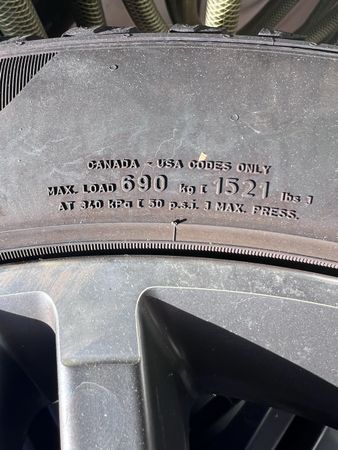 CANADA - USA CODES ONLY
MAX. LOAD 690 kg [ 1521 lbs ]
AT 340 kPa [ 50 p.s.i. ] MAX. PRESS.